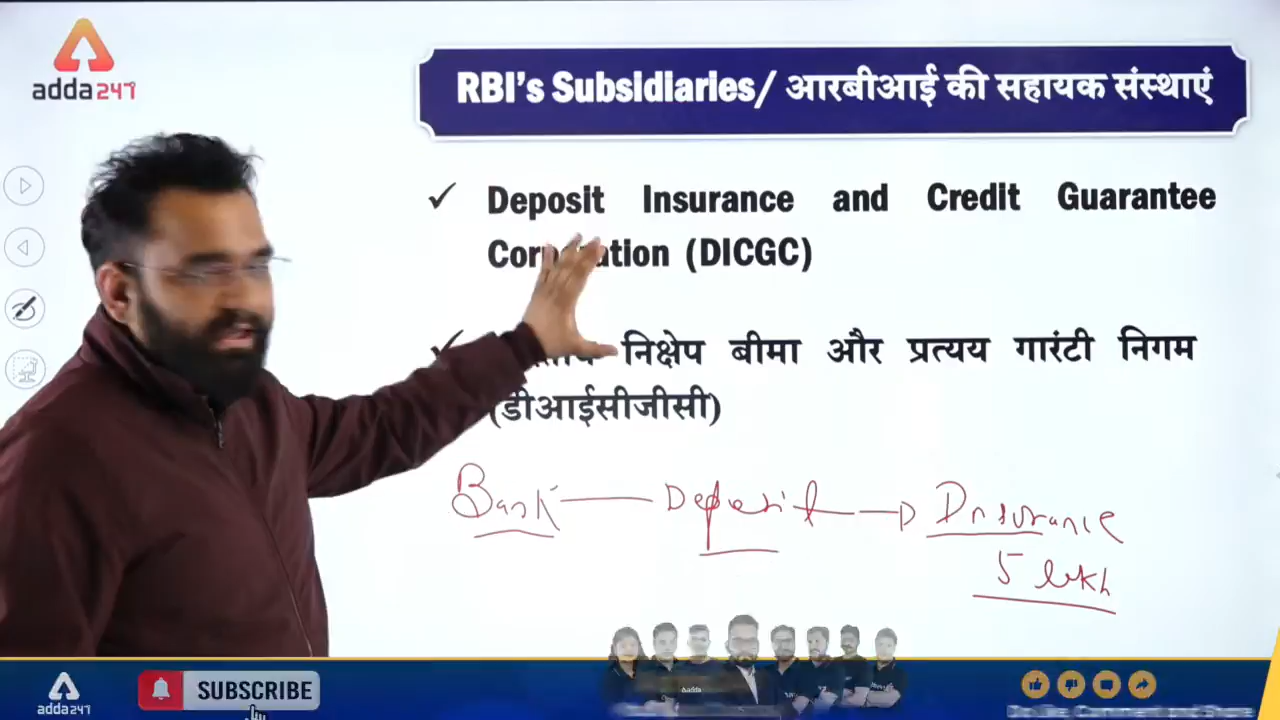 adda247
RBI's Subsidiaries/ आरबीआई की सहायक संस्थाएं
✓ Deposit Insurance and Credit Guarantee
(DICGC)
✓ निक्षेप बीमा और प्रत्यय गारंटी निगम
(डीआईसीजीसी)
Bank — Deposit → Insurance
5 lakh
adda247
SUBSCRIBE